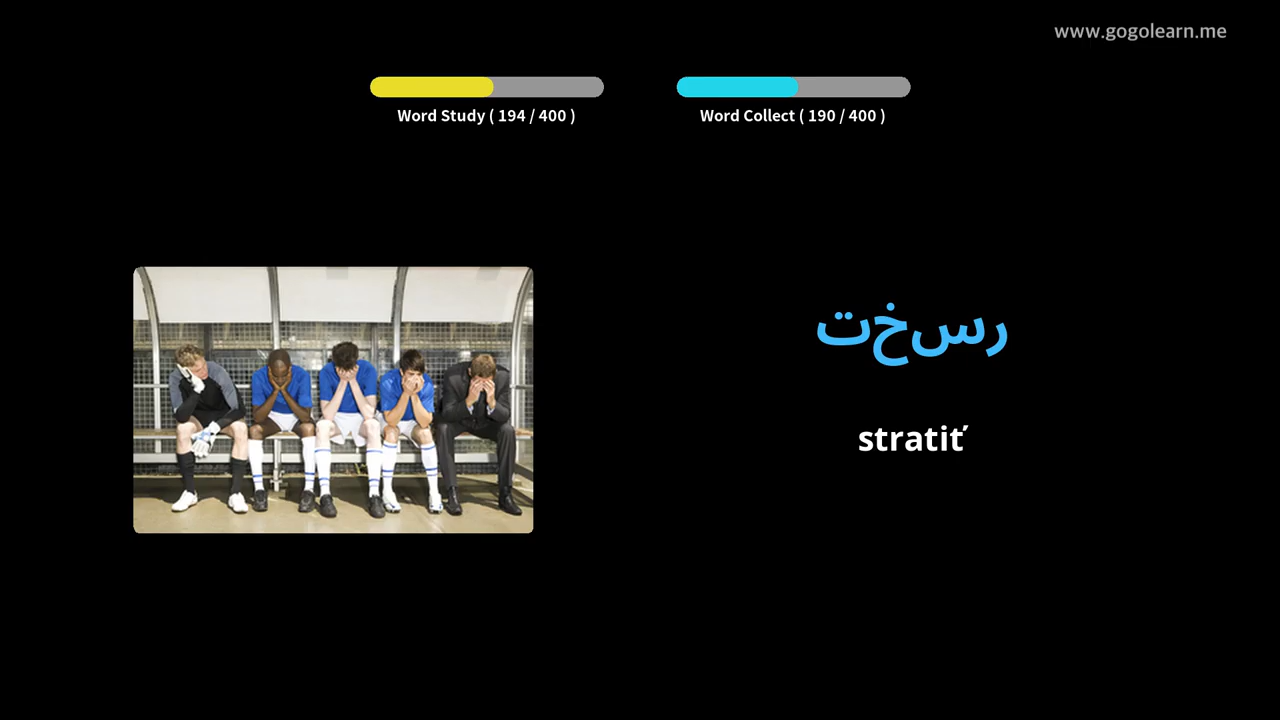 www.gogolearn.me
Word Study ( 194 / 400 )
Word Collect ( 190 / 400 )
رسخت
stratiť